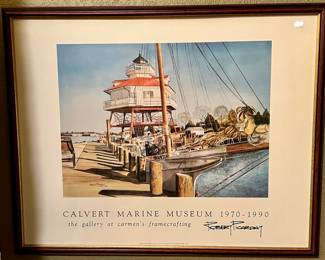 CALVERT MARINE MUSEUM 1970-1990
the gallery at carmen's framecrafting